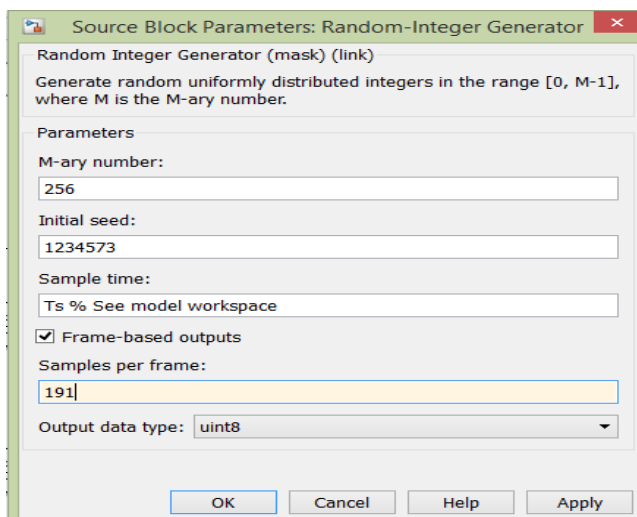 Source Block Parameters: Random-Integer Generator
Random Integer Generator (mask) (link)
Generate random uniformly distributed integers in the range [0, M-1],
where M is the M-ary number.
Parameters
M-ary number:
256
Initial seed:
1234573
Sample time:
Ts % See model workspace
Frame-based outputs
Samples per frame:
191
Output data type: uint8
OK Cancel Help Apply